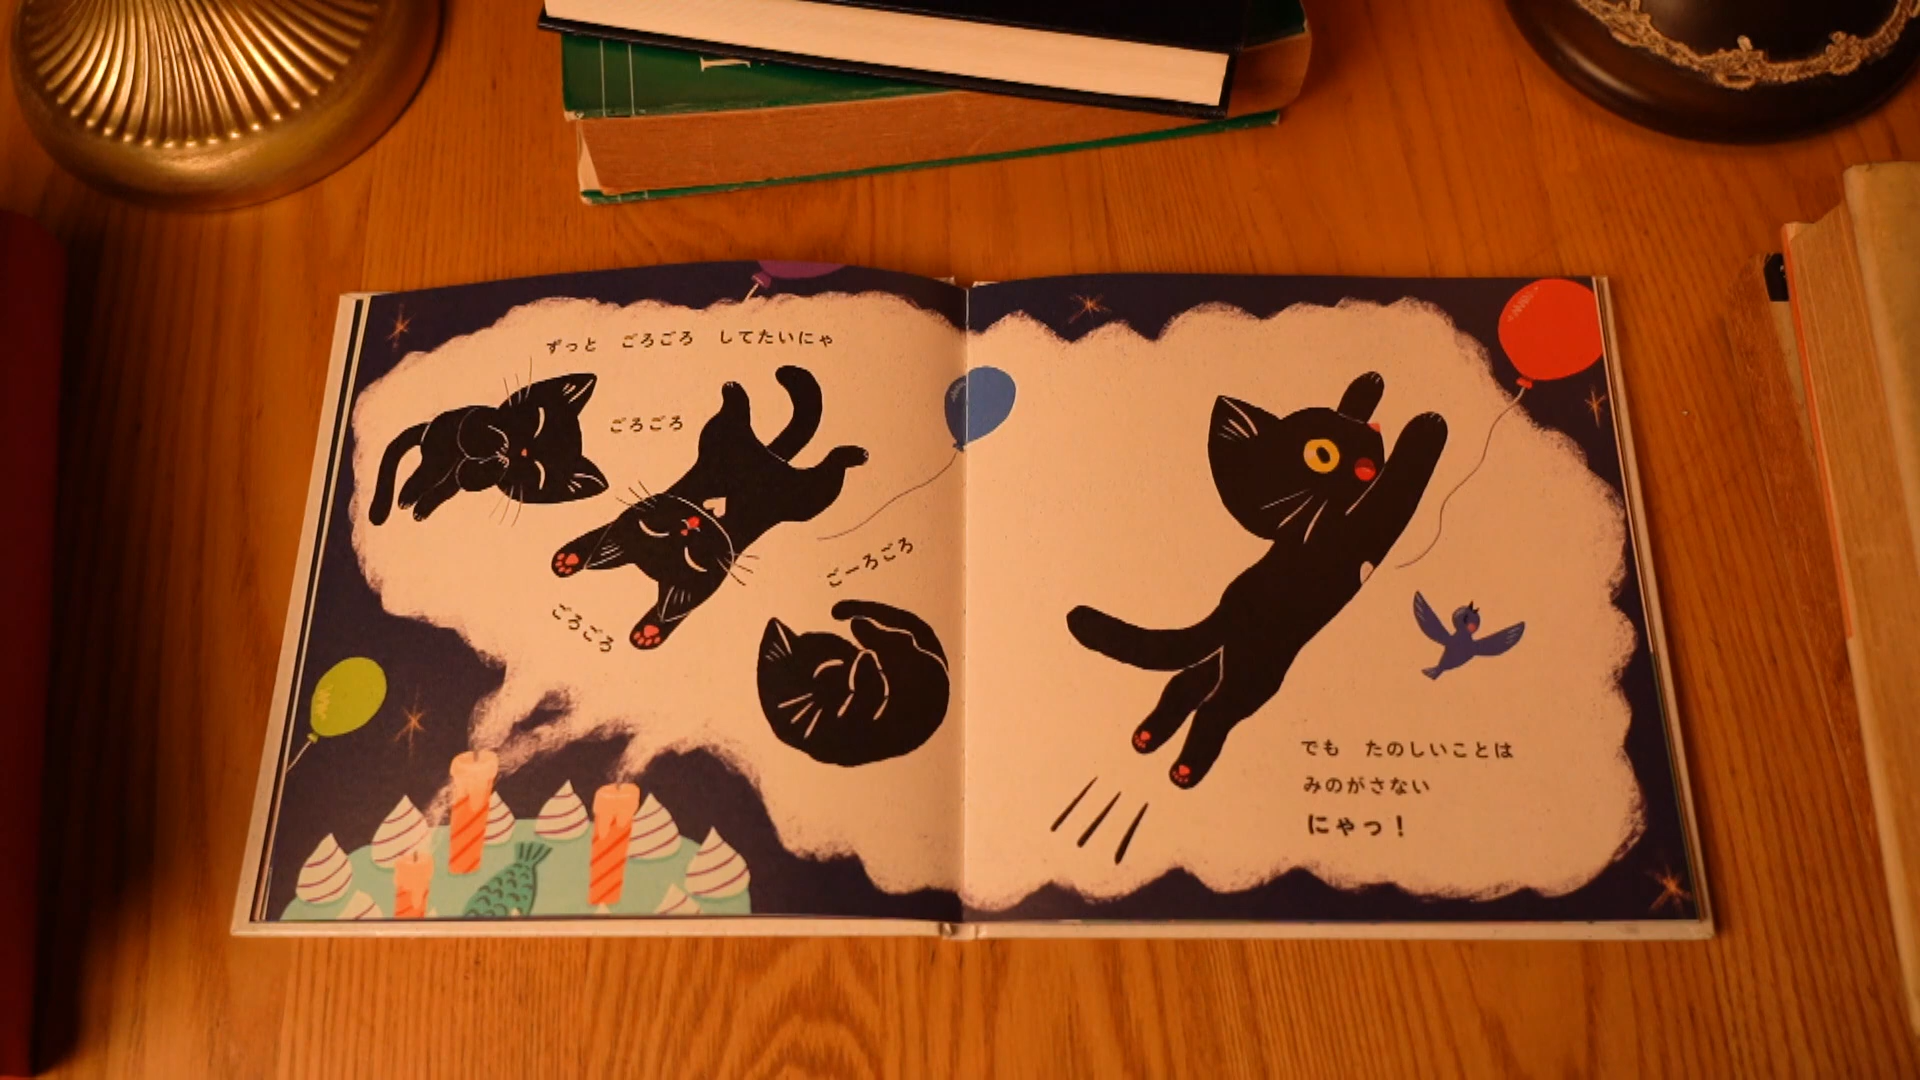 ずっと　ごろごろ　してたいにゃ
ごろごろ
ごーろごろ
ごろごろ
でも　たのしいことは
みのがさない
にゃっ！